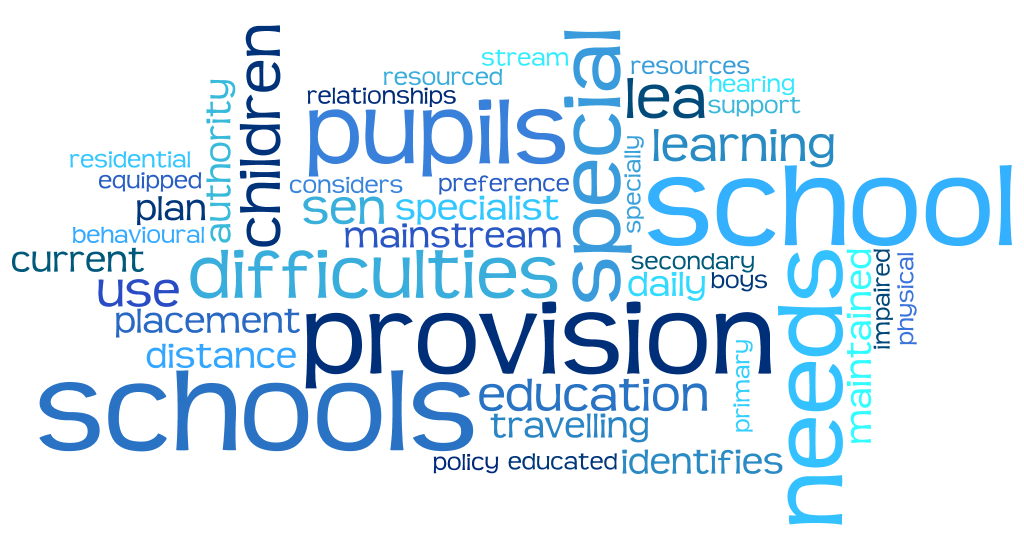 stream
resourced
resources
hearing
relationships
children
special
lea
support
authority
pupils
learning
residential
specially
equipped
considers
preference
school
plan
sen
specialist
behavioural
mainstream
current
difficulties
secondary
use
daily
boys
maintained
impaired
physical
placement
provision
needs
distance
primary
schools
education
travelling
policy
educated
identifies